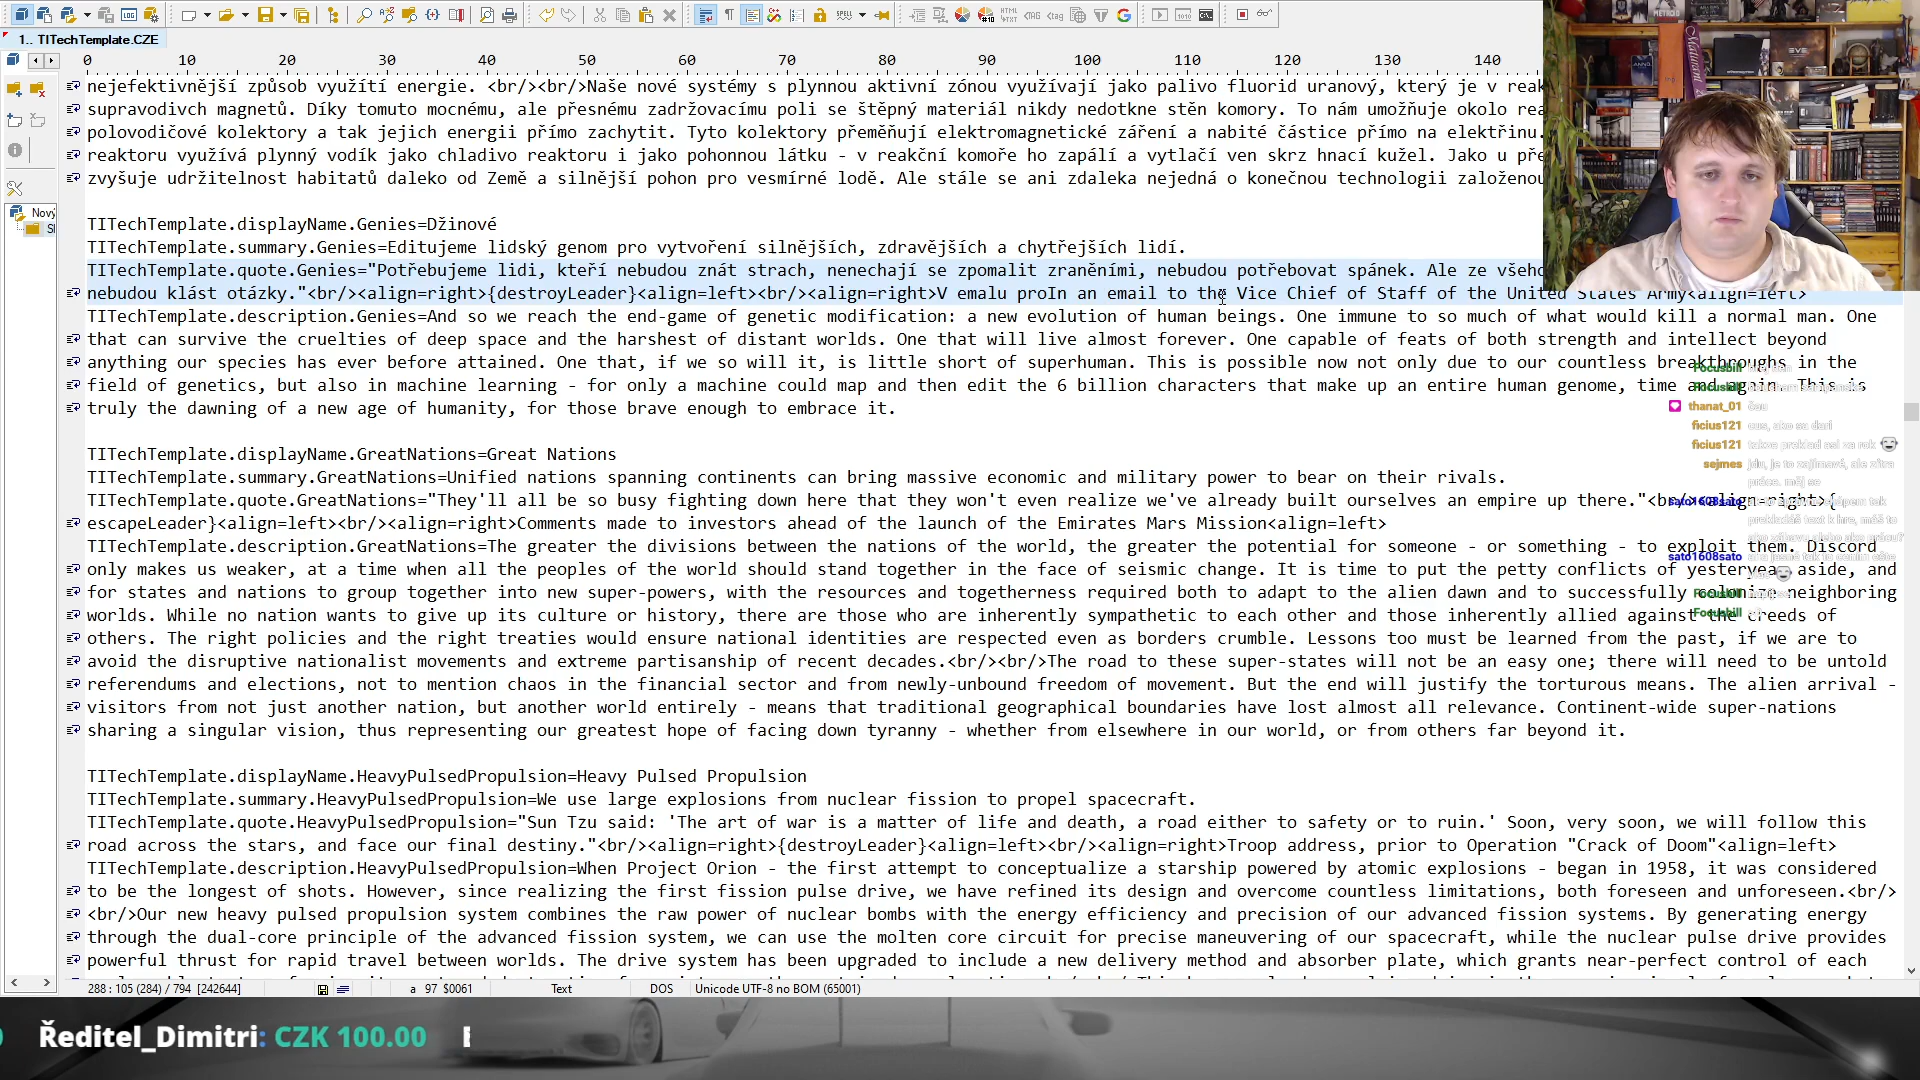 1.. TITechTemplate.CZE
0 10 20 30 40 50 60 70 80 90 100 110 120 130 140
nejefektivnější způsob využítí energie. <br/><br/>Naše nové systémy s plynnou aktivní zónou využívají jako palivo fluorid uranový, který je v reak
supravodivch magnetů. Díky tomuto mocnému, ale přesnému zadržovacímu poli se štěpný materiál nikdy nedotkne stěn komory. To nám umožňuje okolo rea
polovodičové kolektory a tak jejich energii přímo zachytit. Tyto kolektory přeměňují elektromagnetické záření a nabité částice přímo na elektřinu.
reaktoru využívá plynný vodík jako chladivo reaktoru i jako pohonnou látku - v reakční komoře ho zapálí a vytlačí ven skrz hnací kužel. Jako u pře
zvyšuje udržitelnost habitatů daleko od Země a silnější pohon pro vesmírné lodě. Ale stále se ani zdaleka nejedná o konečnou technologii založenou
TITechTemplate.displayName.Genies=Džinové
TITechTemplate.summary.Genies=Editujeme lidský genom pro vytvoření silnějších, zdravějších a chytřejších lidí.
TITechTemplate.quote.Genies="Potřebujeme lidi, kteří nebudou znát strach, nenechají se zpomalit zraněními, nebudou potřebovat spánek. Ale ze všeho
nebudou klást otázky."<br/><align=right>{destroyLeader}<align=left><br/><align=right>V emalu proIn an email to the Vice Chief of Staff of the United States Army<align=left>
TITechTemplate.description.Genies=And so we reach the end-game of genetic modification: a new evolution of human beings. One immune to so much of what would kill a normal man. One
that can survive the cruelties of deep space and the harshest of distant worlds. One that will live almost forever. One capable of feats of both strength and intellect beyond
anything our species has ever before attained. One that, if we so will it, is little short of superhuman. This is possible now not only due to our countless breakthroughs in the
field of genetics, but also in machine learning - for only a machine could map and then edit the 6 billion characters that make up an entire human genome, time and again. This is
truly the dawning of a new age of humanity, for those brave enough to embrace it.
TITechTemplate.displayName.GreatNations=Great Nations
TITechTemplate.summary.GreatNations=Unified nations spanning continents can bring massive economic and military power to bear on their rivals.
TITechTemplate.quote.GreatNations="They'll all be so busy fighting down here that they won't even realize we've already built ourselves an empire up there."<br/><align=right>{
escapeLeader}<align=left><br/><align=right>Comments made to investors ahead of the launch of the Emirates Mars Mission<align=left>
TITechTemplate.description.GreatNations=The greater the divisions between the nations of the world, the greater the potential for someone - or something - to exploit them. Discord
only makes us weaker, at a time when all the peoples of the world should stand together in the face of seismic change. It is time to put the petty conflicts of yesteryear aside, and
for states and nations to group together into new super-powers, with the resources and togetherness required both to adapt to the alien dawn and to successfully colonize neighboring
worlds. While no nation wants to give up its culture or history, there are those who are inherently sympathetic to each other and those inherently allied against the creeds of
others. The right policies and the right treaties would ensure national identities are respected even as borders crumble. Lessons too must be learned from the past, if we are to
avoid the disruptive nationalist movements and extreme partisanship of recent decades.<br/><br/>The road to these super-states will not be an easy one; there will need to be untold
referendums and elections, not to mention chaos in the financial sector and from newly-unbound freedom of movement. But the end will justify the torturous means. The alien arrival -
visitors from not just another nation, but another world entirely - means that traditional geographical boundaries have lost almost all relevance. Continent-wide super-nations
sharing a singular vision, thus representing our greatest hope of facing down tyranny - whether from elsewhere in our world, or from others far beyond it.
TITechTemplate.displayName.HeavyPulsedPropulsion=Heavy Pulsed Propulsion
TITechTemplate.summary.HeavyPulsedPropulsion=We use large explosions from nuclear fission to propel spacecraft.
TITechTemplate.quote.HeavyPulsedPropulsion="Sun Tzu said: 'The art of war is a matter of life and death, a road either to safety or to ruin.' Soon, very soon, we will follow this
road across the stars, and face our final destiny."<br/><align=right>{destroyLeader}<align=left><br/><align=right>Troop address, prior to Operation "Crack of Doom"<align=left>
TITechTemplate.description.HeavyPulsedPropulsion=When Project Orion - the first attempt to conceptualize a starship powered by atomic explosions - began in 1958, it was considered
to be the longest of shots. However, since realizing the first fission pulse drive, we have refined its design and overcome countless limitations, both foreseen and unforeseen.<br/>
<br/>Our new heavy pulsed propulsion system combines the raw power of nuclear bombs with the energy efficiency and precision of our advanced fission systems. By generating energy
through the dual-core principle of the advanced fission system, we can use the molten core circuit for precise maneuvering of our spacecraft, while the nuclear pulse drive provides
powerful thrust for rapid travel between worlds. The drive system has been upgraded to include a new delivery method and absorber plate, which grants near-perfect control of each
Nový
Focusbill
Focusbill
thanat_01 čau
ficius121 cus, ako sa dari
ficius121
sejmes jdu, je to zajímavé, ale zítra
práce. měj se
sato1608sato
sato1608sato
Focusbill
Focusbill
288 : 105 (284) / 794 [242644] a 97 $0061 Text DOS Unicode UTF-8 no BOM (65001)
Ředitel_Dimitri: CZK 100.00